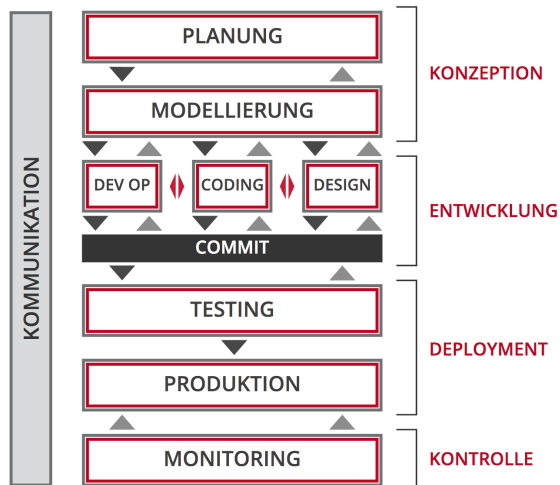 KOMMUNIKATION
PLANUNG
KONZEPTION
MODELLIERUNG
DEV OP
CODING
DESIGN
ENTWICKLUNG
COMMIT
TESTING
DEPLOYMENT
PRODUKTION
MONITORING
KONTROLLE